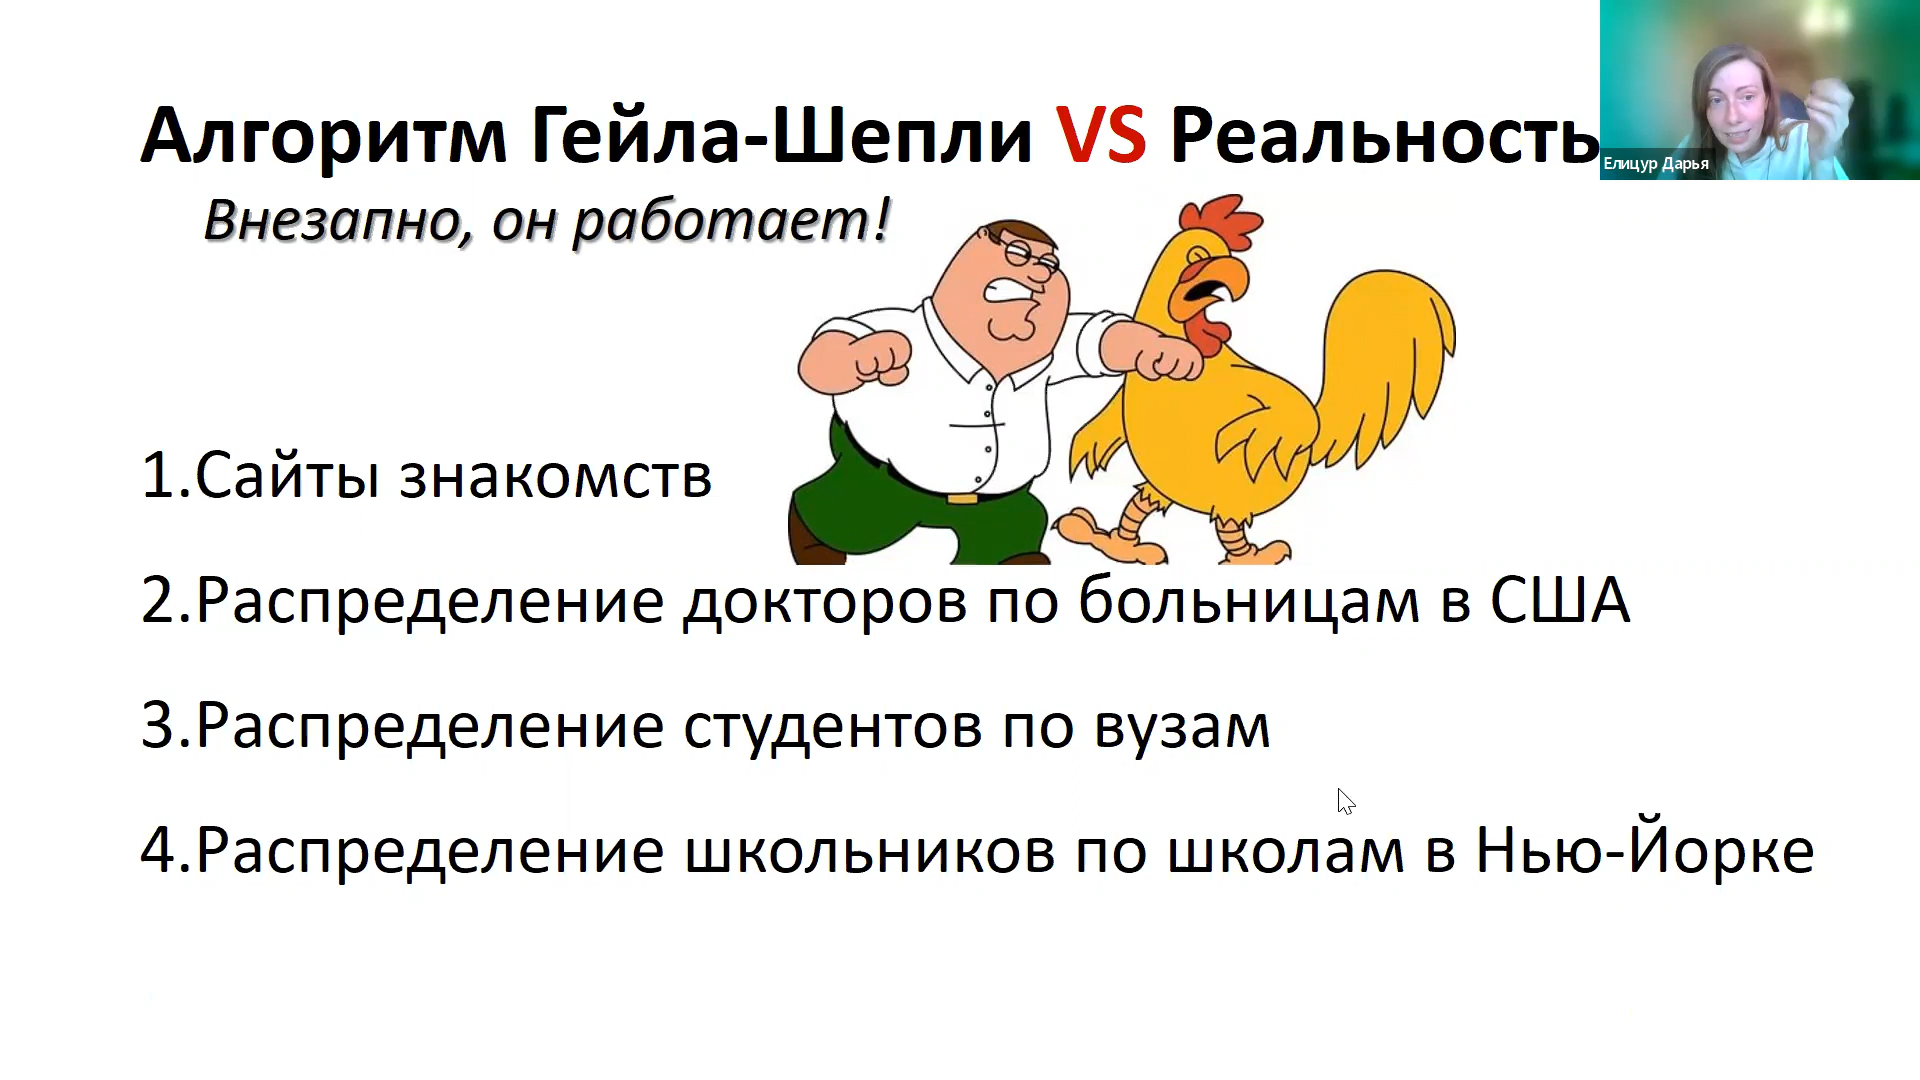 Алгоритм Гейла-Шепли VS Реальность
Елицур Дарья
Внезапно, он работает!
1.Сайты знакомств
2.Распределение докторов по больницам в США
3.Распределение студентов по вузам
4.Распределение школьников по школам в Нью-Йорке